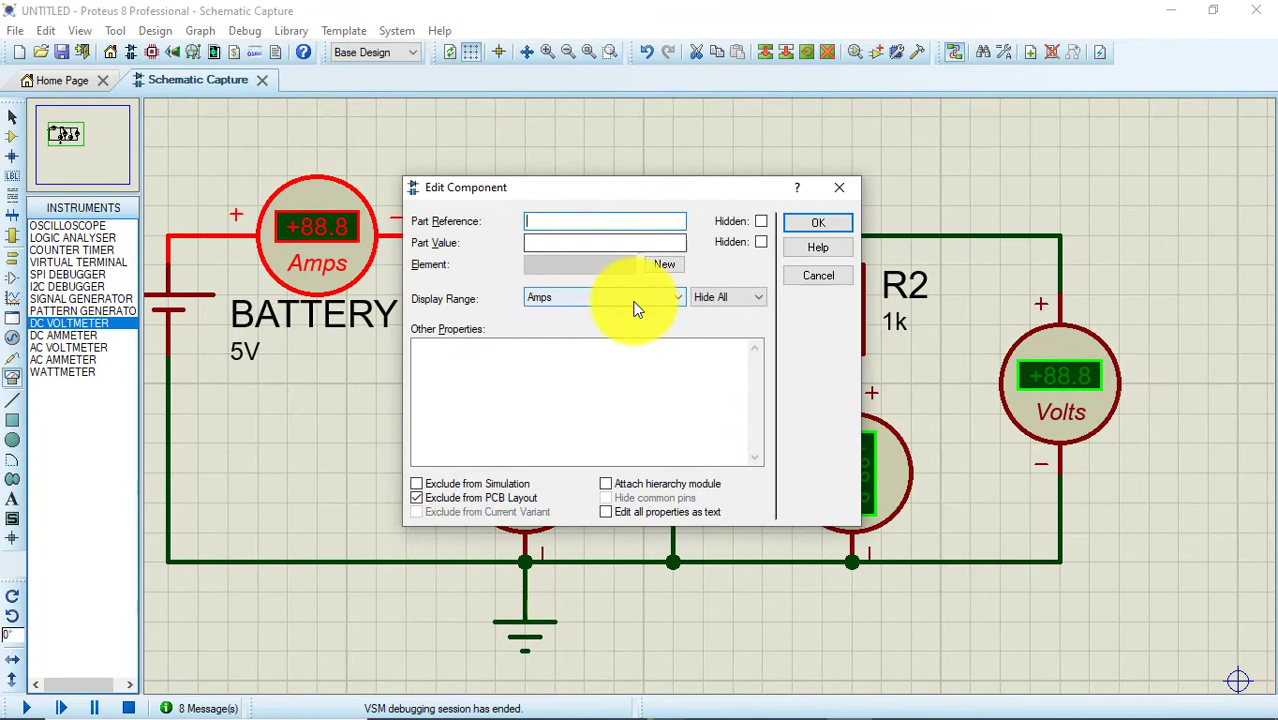 UNTITLED - Proteus 8 Professional - Schematic Capture
File Edit View Tool Design Graph Debug Library Template System Help
Base Design
Home Page
Schematic Capture
INSTRUMENTS
OSCILLOSCOPE
LOGIC ANALYSER
COUNTER TIMER
VIRTUAL TERMINAL
SPI DEBUGGER
I2C DEBUGGER
SIGNAL GENERATOR
PATTERN GENERATO
DC VOLTMETER
DC AMMETER
AC VOLTMETER
AC AMMETER
WATTMETER
LBL
A
0°
+ +88.8 −
Amps
BATTERY
5V
Edit Component ?
Part Reference: Hidden:
Part Value: Hidden:
Element: New
Display Range: Amps Hide All
Other Properties:
OK
Help
Cancel
Exclude from Simulation
Exclude from PCB Layout
Exclude from Current Variant
Attach hierarchy module
Hide common pins
Edit all properties as text
R2
1k
+
+
+88.8
Volts
−
8 Message(s)
VSM debugging session has ended.